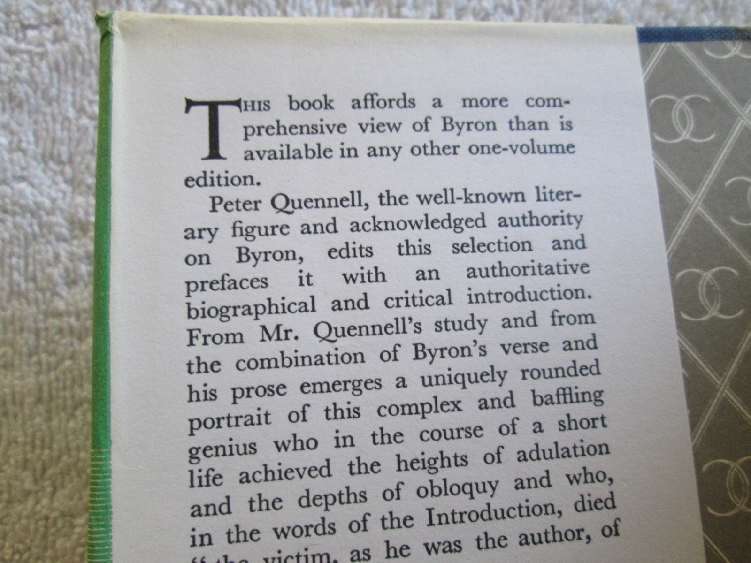 THIS book affords a more com-
prehensive view of Byron than is
available in any other one-volume
edition.
Peter Quennell, the well-known liter-
ary figure and acknowledged authority
on Byron, edits this selection and
prefaces it with an authoritative
biographical and critical introduction.
From Mr. Quennell's study and from
the combination of Byron's verse and
his prose emerges a uniquely rounded
portrait of this complex and baffling
genius who in the course of a short
life achieved the heights of adulation
and the depths of obloquy and who,
in the words of the Introduction, died
“the victim, as he was the author, of